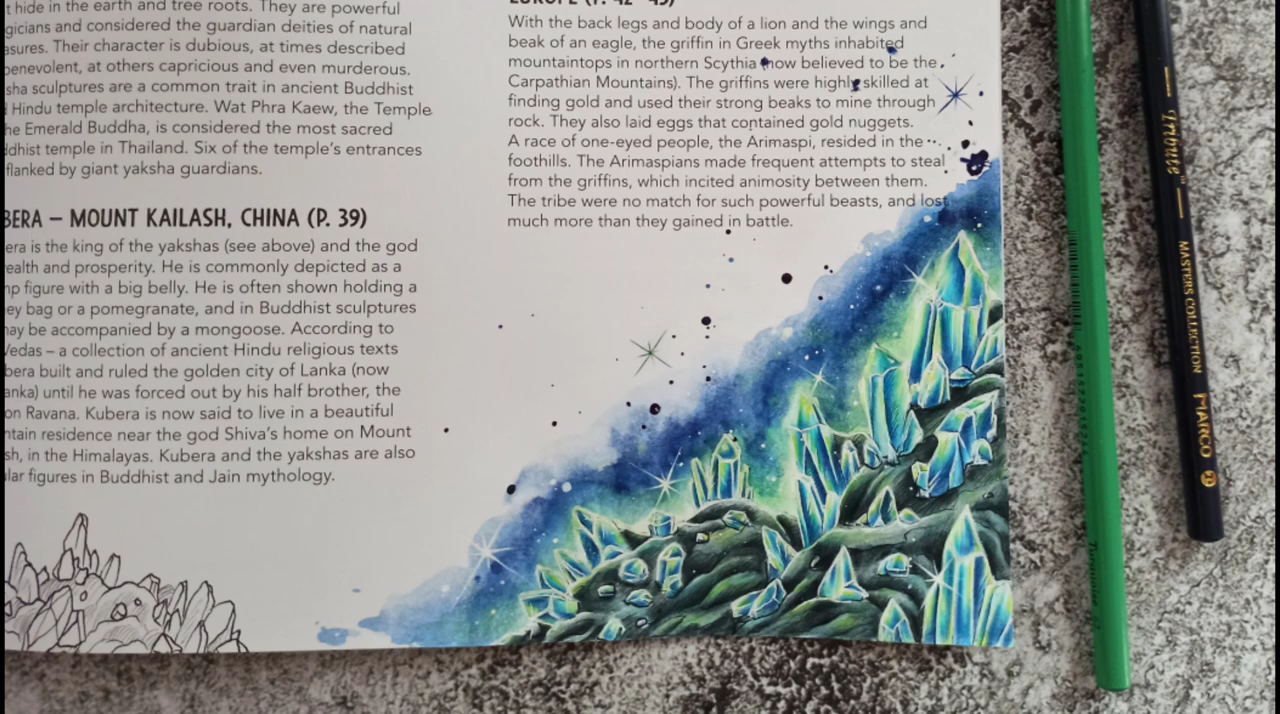 t hide in the earth and tree roots. They are powerful
gicians and considered the guardian deities of natural
asures. Their character is dubious, at times described
benevolent, at others capricious and even murderous.
sha sculptures are a common trait in ancient Buddhist
Hindu temple architecture. Wat Phra Kaew, the Temple
he Emerald Buddha, is considered the most sacred
ddhist temple in Thailand. Six of the temple's entrances
flanked by giant yaksha guardians.
BERA – MOUNT KAILASH, CHINA (P. 39)
era is the king of the yakshas (see above) and the god
ealth and prosperity. He is commonly depicted as a
mp figure with a big belly. He is often shown holding a
ey bag or a pomegranate, and in Buddhist sculptures
may be accompanied by a mongoose. According to
Vedas – a collection of ancient Hindu religious texts
bera built and ruled the golden city of Lanka (now
anka) until he was forced out by his half brother, the
on Ravana. Kubera is now said to live in a beautiful
ntain residence near the god Shiva's home on Mount
sh, in the Himalayas. Kubera and the yakshas are also
lar figures in Buddhist and Jain mythology.
EUROPE (P. 42–43)
With the back legs and body of a lion and the wings and
beak of an eagle, the griffin in Greek myths inhabited
mountaintops in northern Scythia (now believed to be the
Carpathian Mountains). The griffins were highly skilled at
finding gold and used their strong beaks to mine through
rock. They also laid eggs that contained gold nuggets.
A race of one-eyed people, the Arimaspi, resided in the
foothills. The Arimaspians made frequent attempts to steal
from the griffins, which incited animosity between them.
The tribe were no match for such powerful beasts, and lost
much more than they gained in battle.
Tribute
MASTERS COLLECTION
MARCO